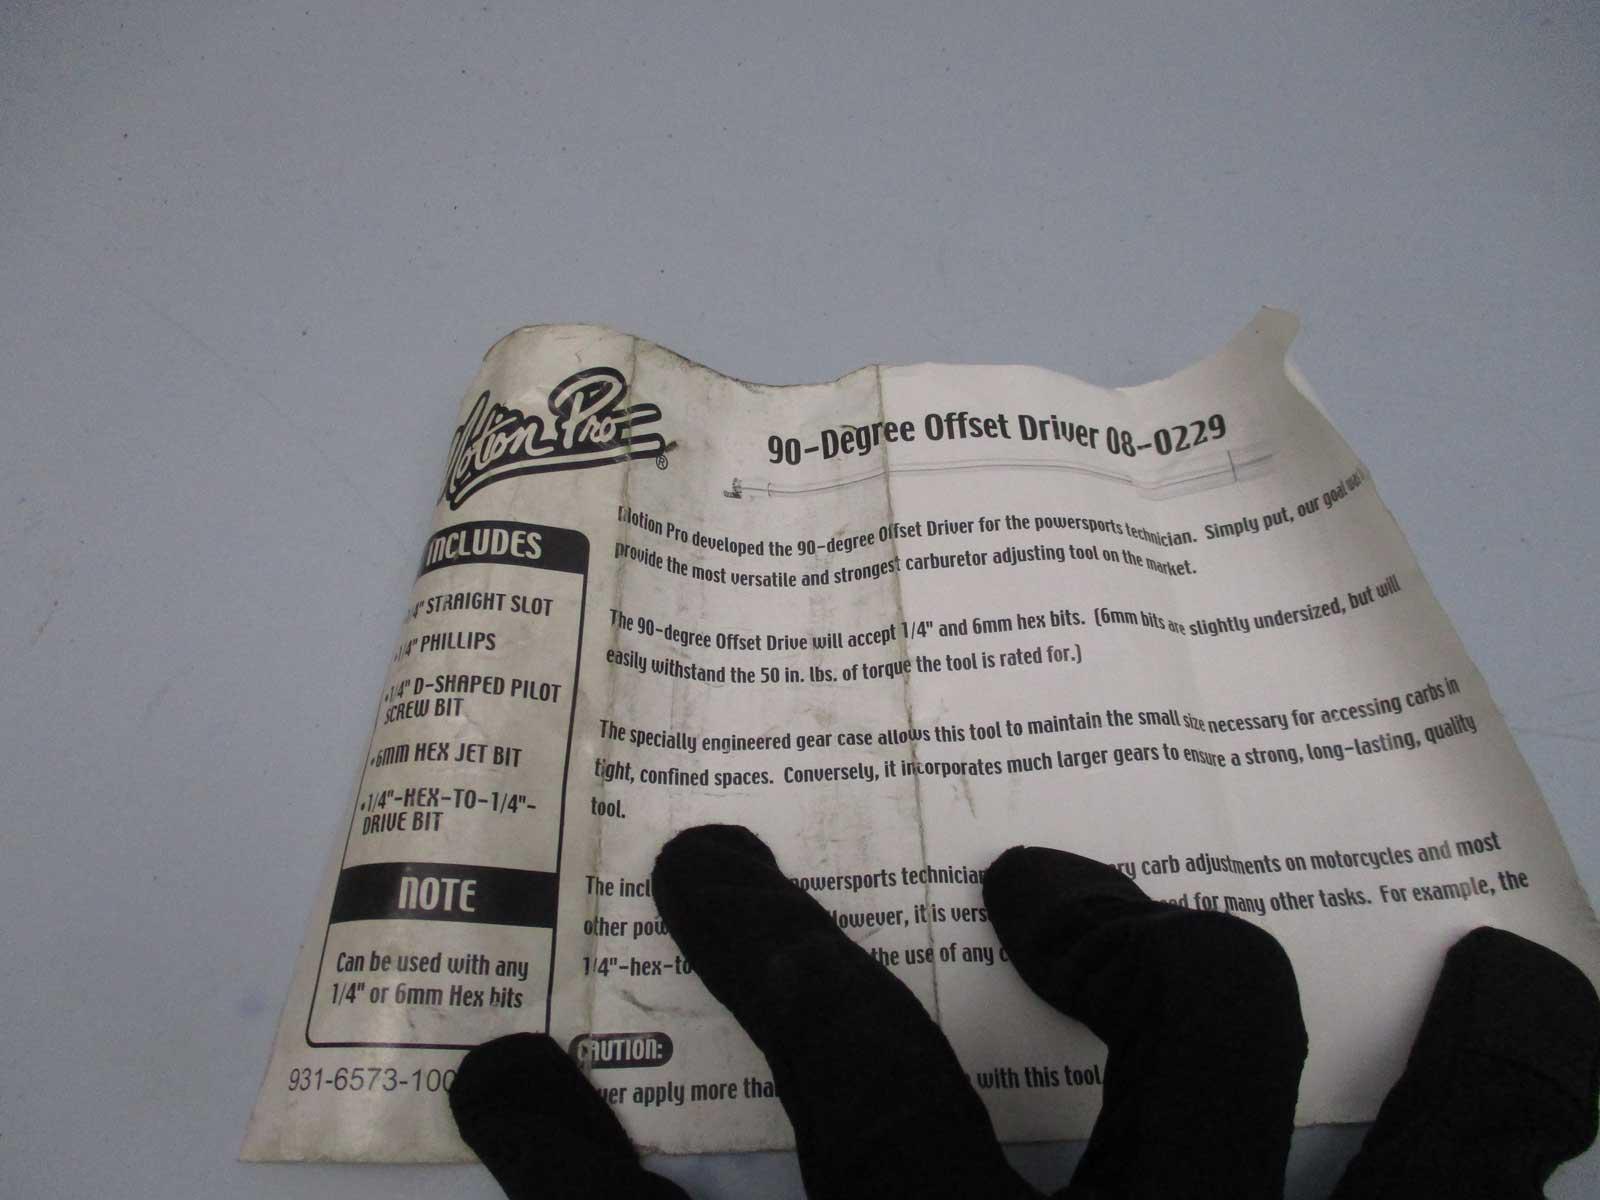 Motion Pro®
90-Degree Offset Driver 08-0229
INCLUDES
1/4" STRAIGHT SLOT
•1/4" PHILLIPS
•1/4" D-SHAPED PILOT
SCREW BIT
•6MM HEX JET BIT
•1/4"-HEX-TO-1/4"-
DRIVE BIT
NOTE
Can be used with any
1/4" or 6mm Hex bits
931-6573-100
Motion Pro developed the 90-degree Offset Driver for the powersports technician. Simply put, our goal was
provide the most versatile and strongest carburetor adjusting tool on the market.
The 90-degree Offset Drive will accept 1/4" and 6mm hex bits. (6mm bits are slightly undersized, but will
easily withstand the 50 in. lbs. of torque the tool is rated for.)
The specially engineered gear case allows this tool to maintain the small size necessary for accessing carbs in
tight, confined spaces. Conversely, it incorporates much larger gears to ensure a strong, long-lasting, quality
tool.
The incl powersports technician ry carb adjustments on motorcycles and most
other pow However, it is vers ed for many other tasks. For example, the
1/4"-hex-to the use of any
CAUTION:
ver apply more tha with this tool